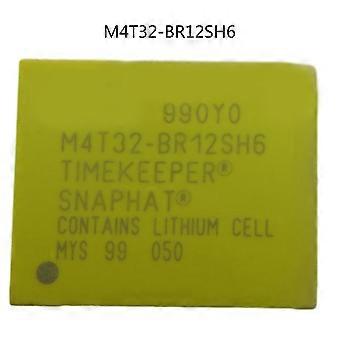 M4T32-BR12SH6
990Y0
M4T32-BR12SH6
TIMEKEEPER®
SNAPHAT®
CONTAINS LITHIUM CELL
MYS 99 050